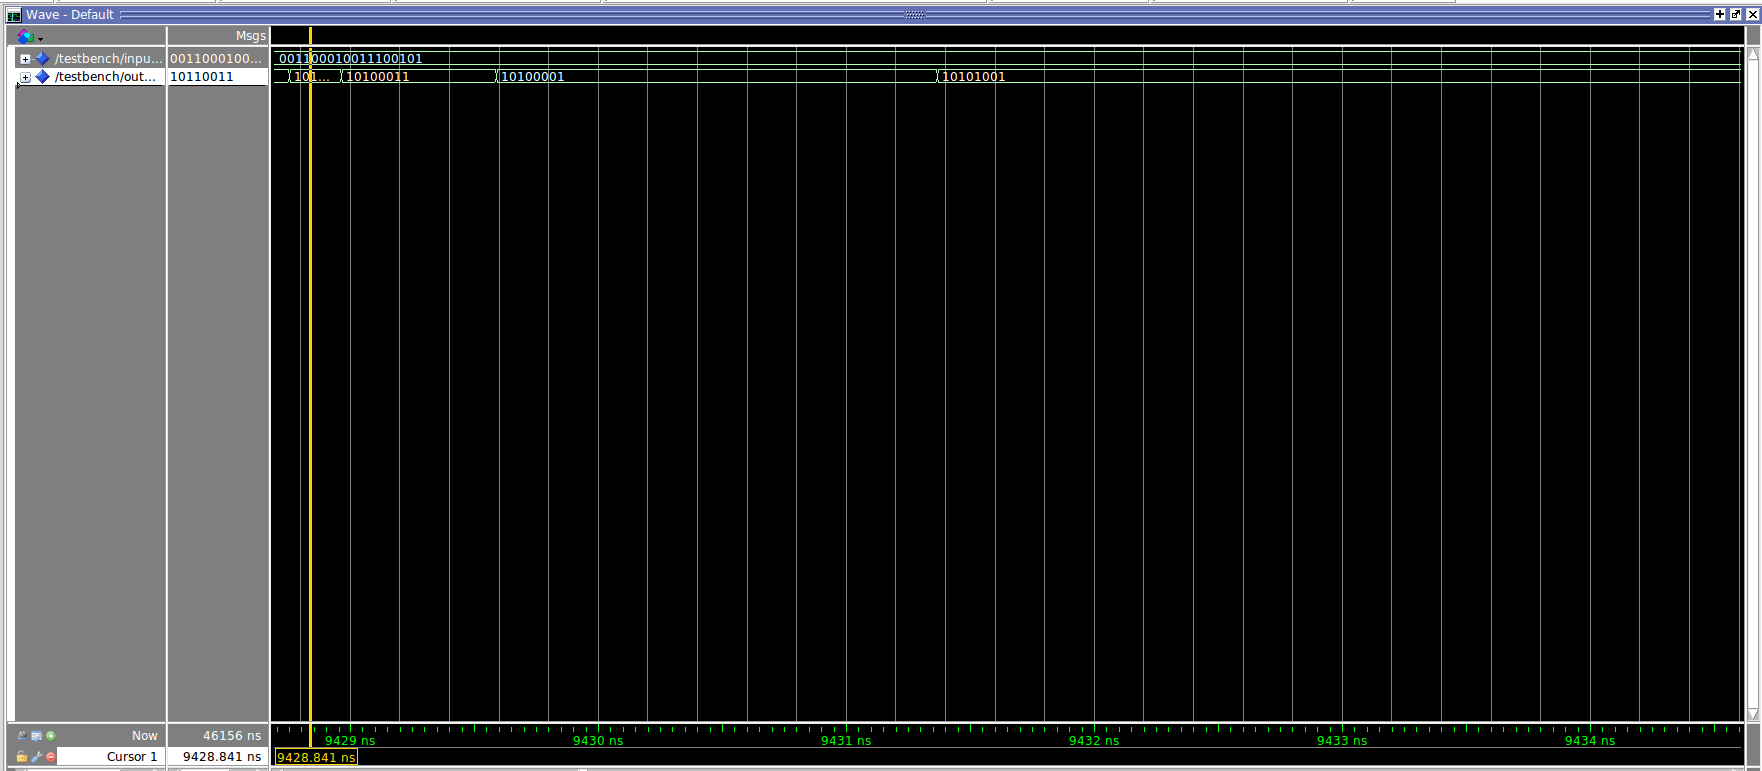 Wave - Default
Msgs
/testbench/inpu... 0011000100... 0011000010011100101
/testbench/out... 10110011 101... 10100011 10100001 10101001
Now 46156 ns 9429 ns 9430 ns 9431 ns 9432 ns 9433 ns 9434 ns
Cursor 1 9428.841 ns 9428.841 ns